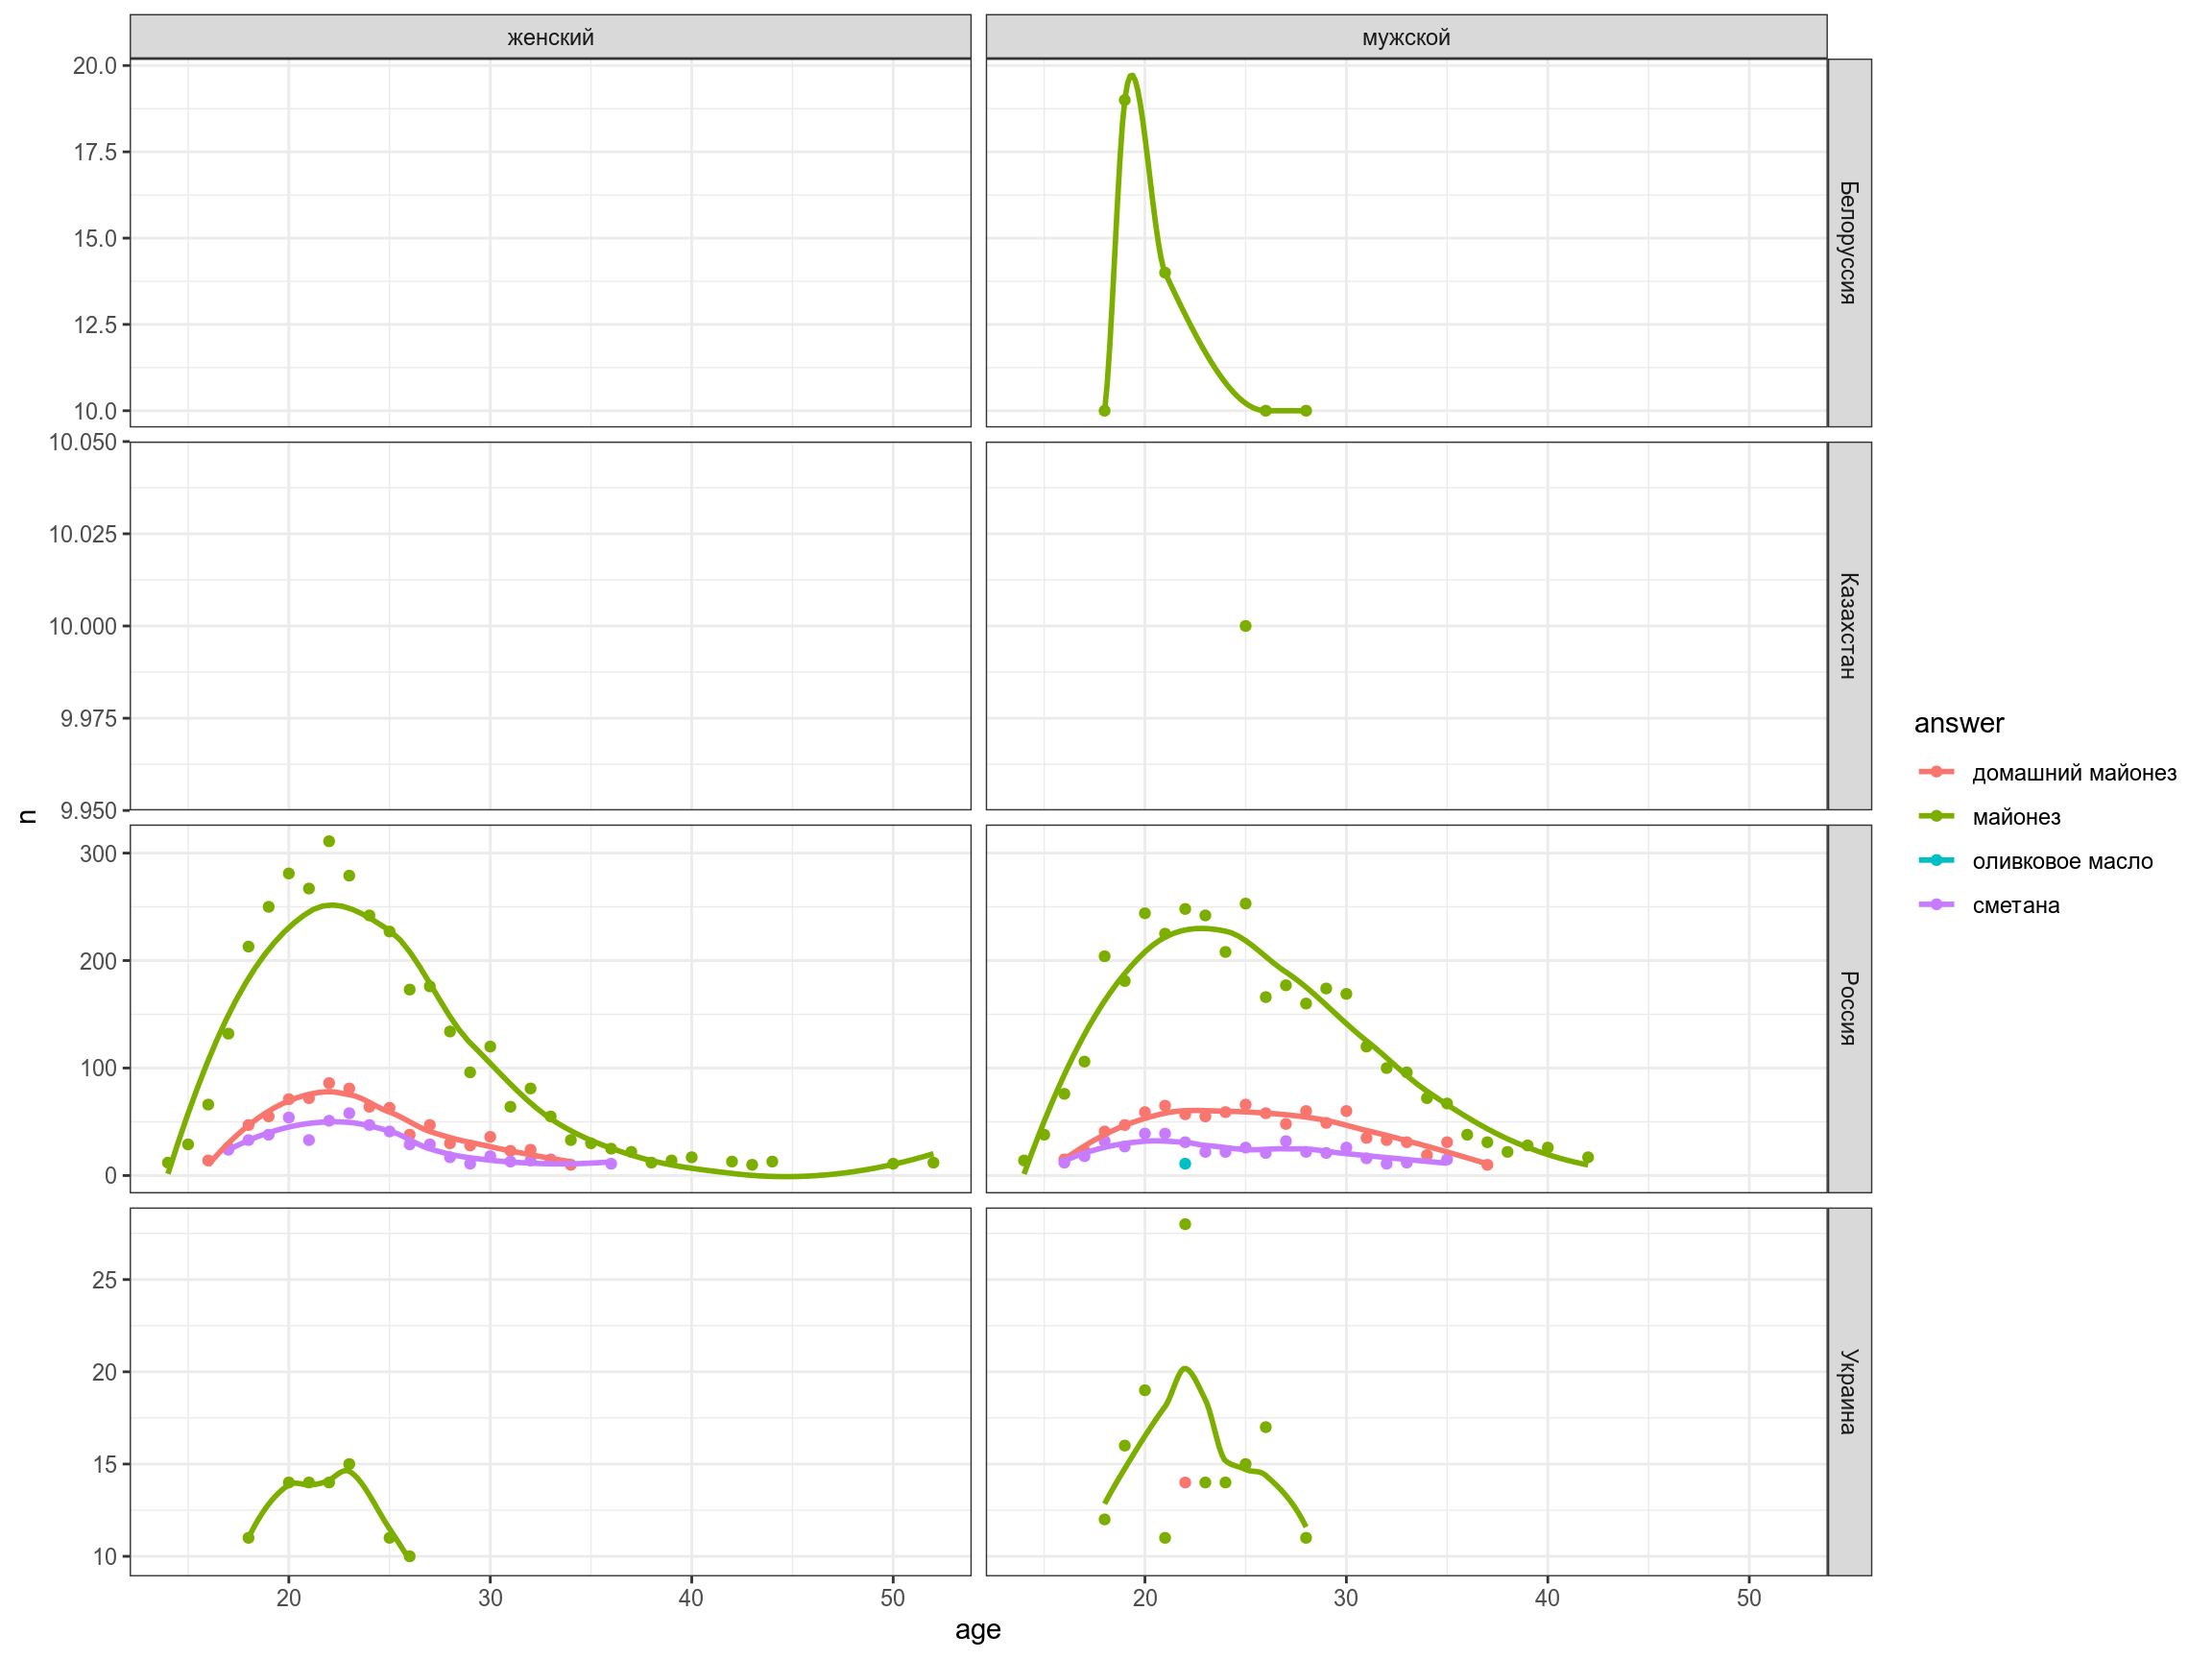 женский
мужской
20.0
17.5
15.0
12.5
10.0
Белоруссия
10.050
10.025
10.000
9.975
9.950
Казахстан
300
200
100
0
Россия
25
20
15
10
Украина
20
30
40
50
20
30
40
50
age
n
answer
домашний майонез
майонез
оливковое масло
сметана